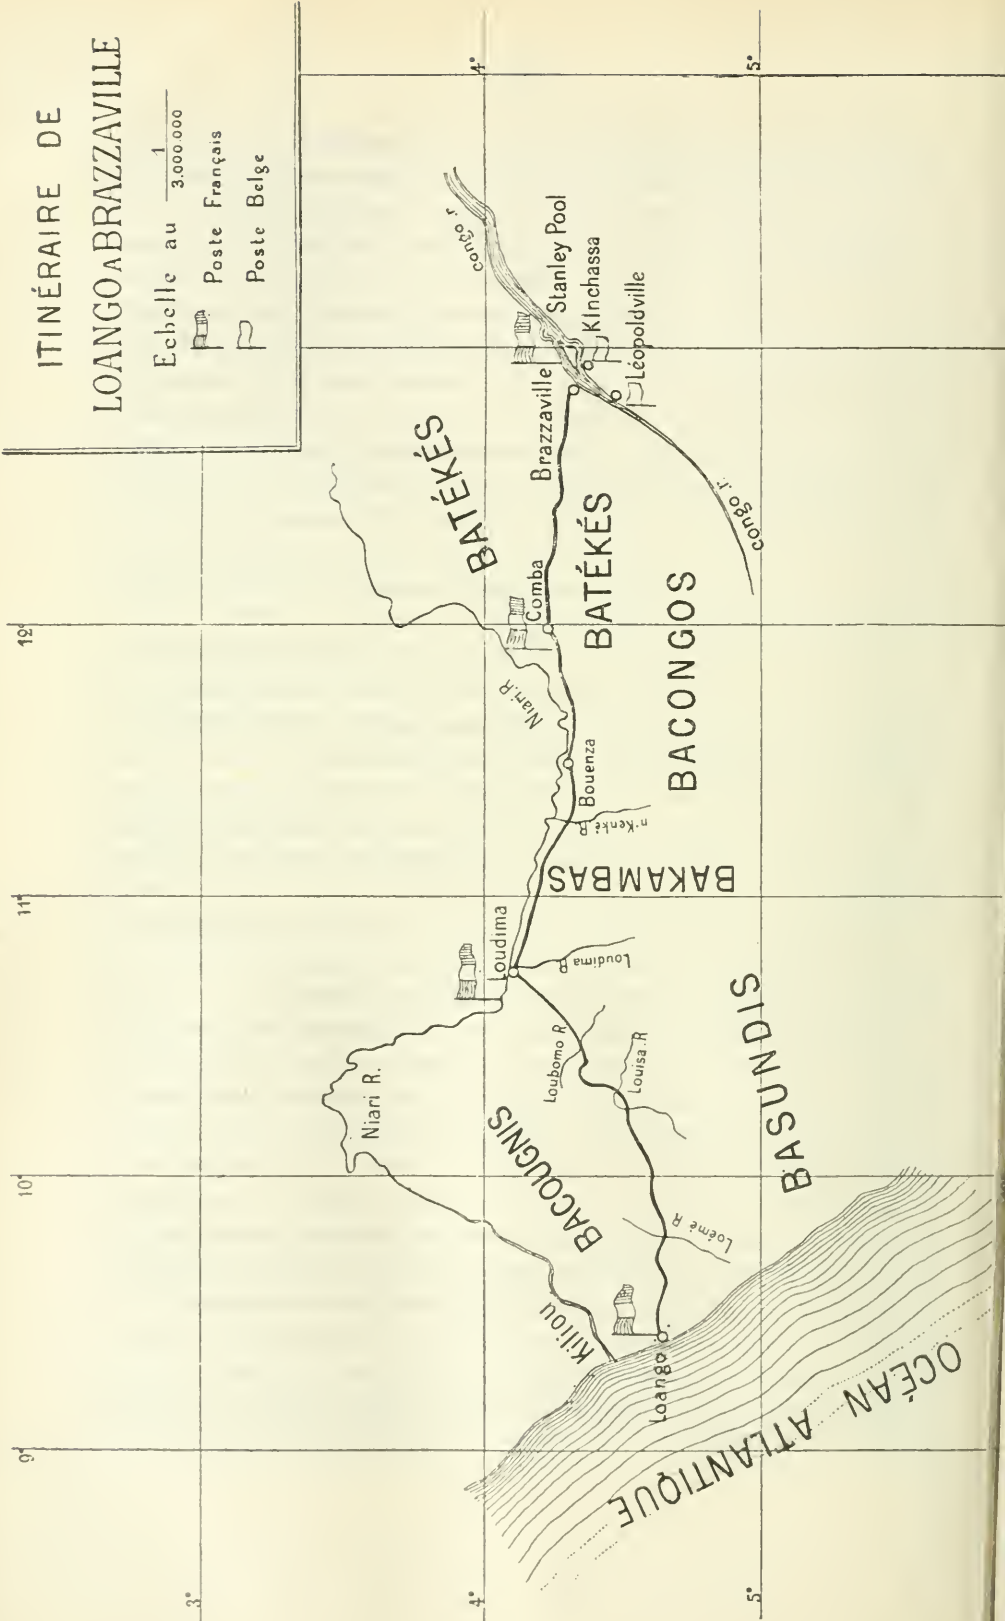 ITINÉRAIRE DE
LOANGO A BRAZZAVILLE
Echelle au 1
3.000.000
Poste Français
Poste Belge
9°
10°
11°
12°
3°
4°
4°
5°
5°
congo .r.
Stanley Pool
KInchassa
Léopoldville
Brazzaville
BATÉKÉS
BATÉKÉS
Comba
congo .r.
BACONGOS
Niari.R
Bouenza
n'Kenké R.
BAKAMBAS
Loudima
Loudima R
Niari R.
Loubomo R
Louisa.R
BASUNDIS
BACOUGNIS
Loémé R
Kiliou
Loango
OCÉAN ATLANTIQUE